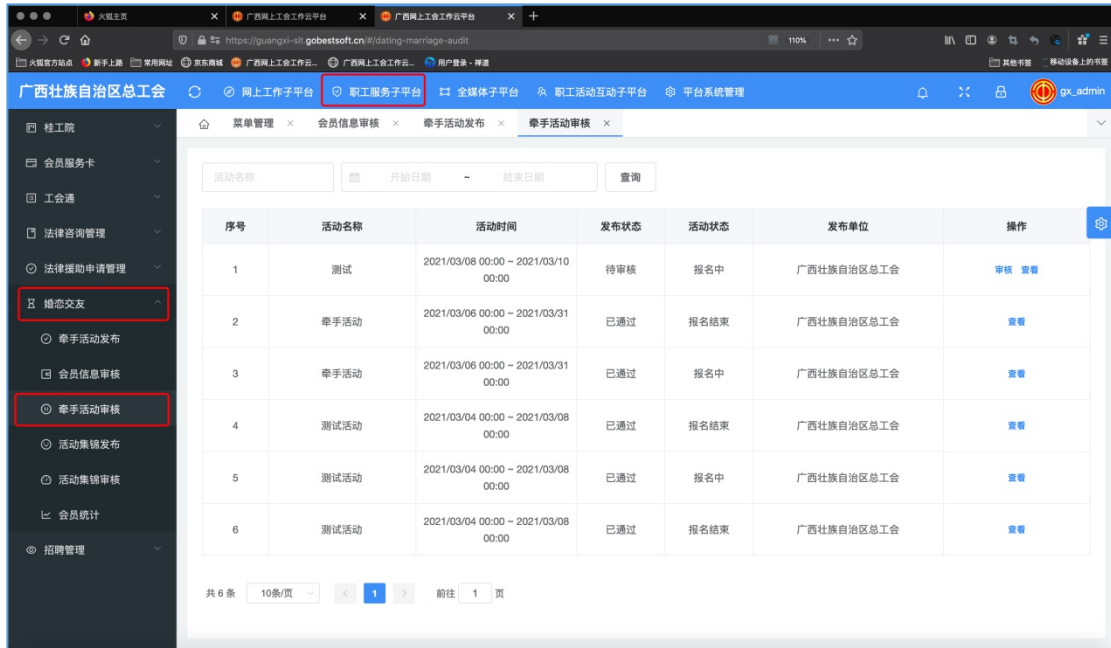 火狐主页 广西网上工会工作云平台 广西网上工会工作云平台
https://guangxi-sit.gobestsoft.cn/#/dating-marriage-audit 110%
火狐官方站点 新手上路 常用网址 京东商城 广西网上工会工作云... 广西网上工会工作云... 用户登录 - 禅道 其他书签 移动设备上的书签
广西壮族自治区总工会 网上工作子平台 职工服务子平台 全媒体子平台 职工活动互动子平台 平台系统管理 gx_admin
桂工院 菜单管理 会员信息审核 牵手活动发布 牵手活动审核
会员服务卡
活动名称 开始日期 ~ 结束日期 查询
工会通
序号 活动名称 活动时间 发布状态 活动状态 发布单位 操作
法律咨询管理
法律援助申请管理
1 测试 2021/03/08 00:00 ~ 2021/03/10 待审核 报名中 广西壮族自治区总工会 审核 查看
00:00
婚恋交友
2 牵手活动 2021/03/06 00:00 ~ 2021/03/31 已通过 报名结束 广西壮族自治区总工会 查看
00:00
牵手活动发布
会员信息审核
3 牵手活动 2021/03/06 00:00 ~ 2021/03/31 已通过 报名中 广西壮族自治区总工会 查看
00:00
牵手活动审核
4 测试活动 2021/03/04 00:00 ~ 2021/03/08 已通过 报名结束 广西壮族自治区总工会 查看
00:00
活动集锦发布
活动集锦审核
5 测试活动 2021/03/04 00:00 ~ 2021/03/08 已通过 报名中 广西壮族自治区总工会 查看
00:00
会员统计
6 测试活动 2021/03/04 00:00 ~ 2021/03/08 已通过 报名结束 广西壮族自治区总工会 查看
00:00
招聘管理
共 6 条 10条/页 1 前往 1 页